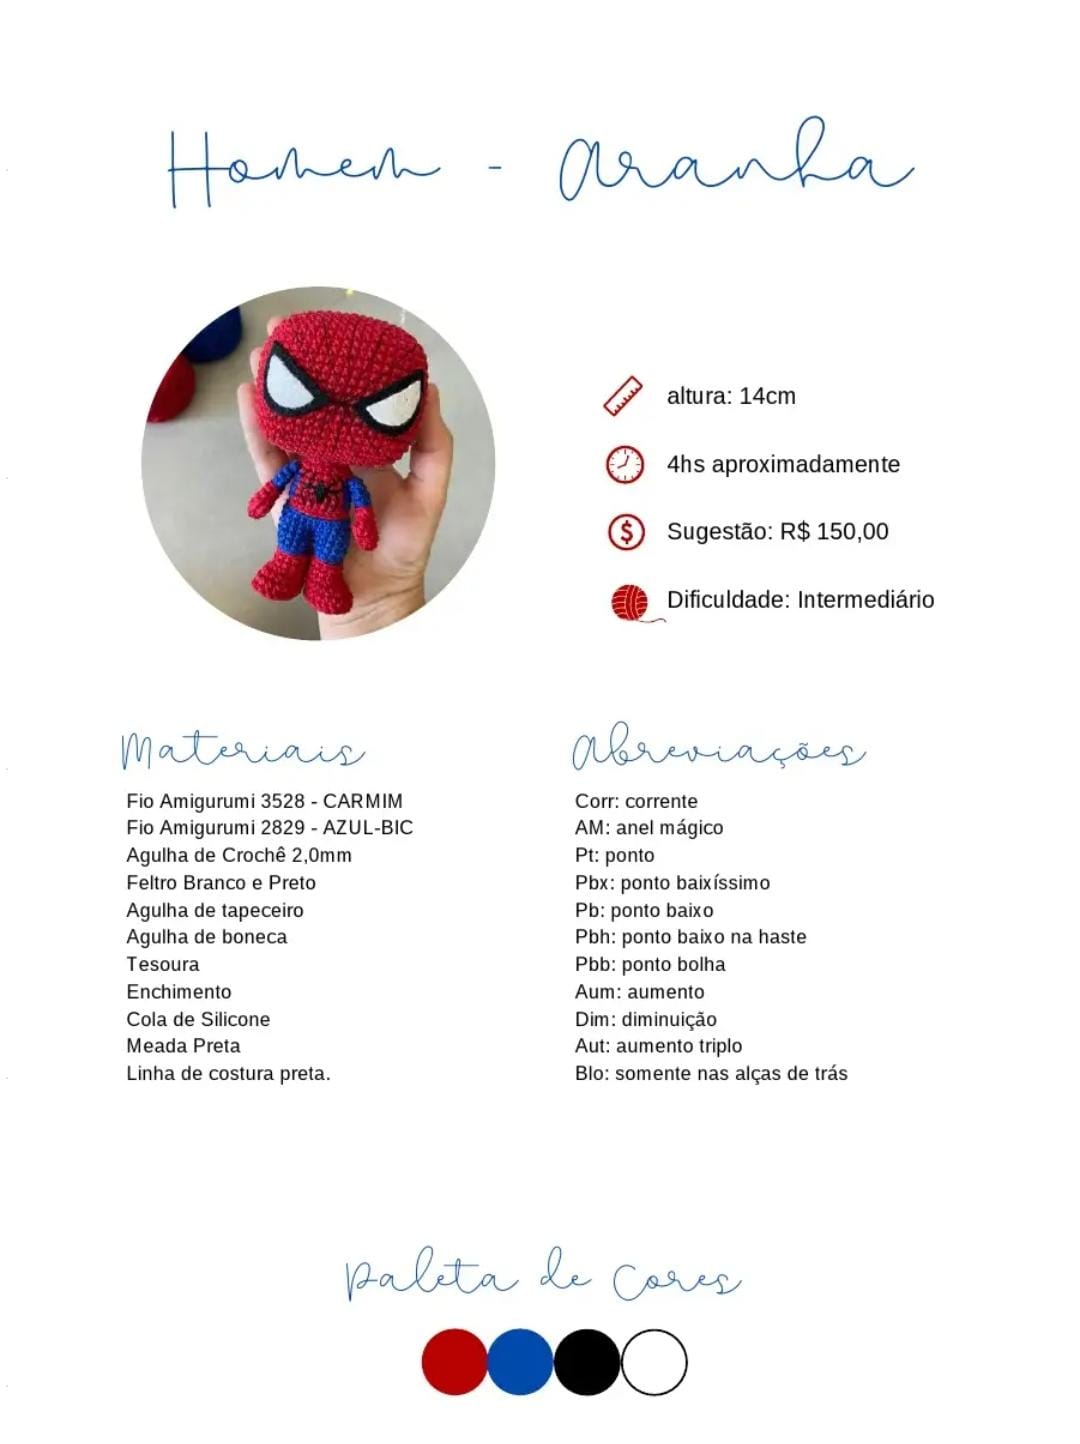 Homem - Aranha
altura: 14cm
4hs aproximadamente
$
Sugestão: R$ 150,00
Dificuldade: Intermediário
Materiais
Fio Amigurumi 3528 - CARMIM
Fio Amigurumi 2829 - AZUL-BIC
Agulha de Crochê 2,0mm
Feltro Branco e Preto
Agulha de tapeceiro
Agulha de boneca
Tesoura
Enchimento
Cola de Silicone
Meada Preta
Linha de costura preta.
Abreviações
Corr: corrente
AM: anel mágico
Pt: ponto
Pbx: ponto baixíssimo
Pb: ponto baixo
Pbh: ponto baixo na haste
Pbb: ponto bolha
Aum: aumento
Dim: diminuição
Aut: aumento triplo
Blo: somente nas alças de trás
Paleta de Cores